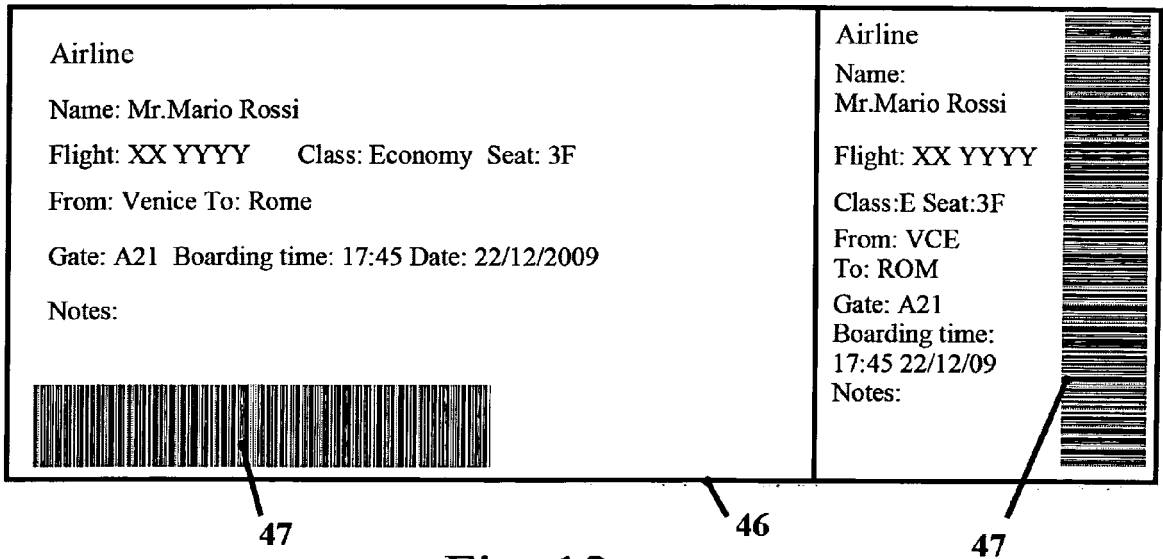 Airline
Name: Mr.Mario Rossi
Flight: XX YYYY Class: Economy Seat: 3F
From: Venice To: Rome
Gate: A21 Boarding time: 17:45 Date: 22/12/2009
Notes:
Airline
Name:
Mr.Mario Rossi
Flight: XX YYYY
Class:E Seat:3F
From: VCE
To: ROM
Gate: A21
Boarding time:
17:45 22/12/09
Notes:
47
46
47